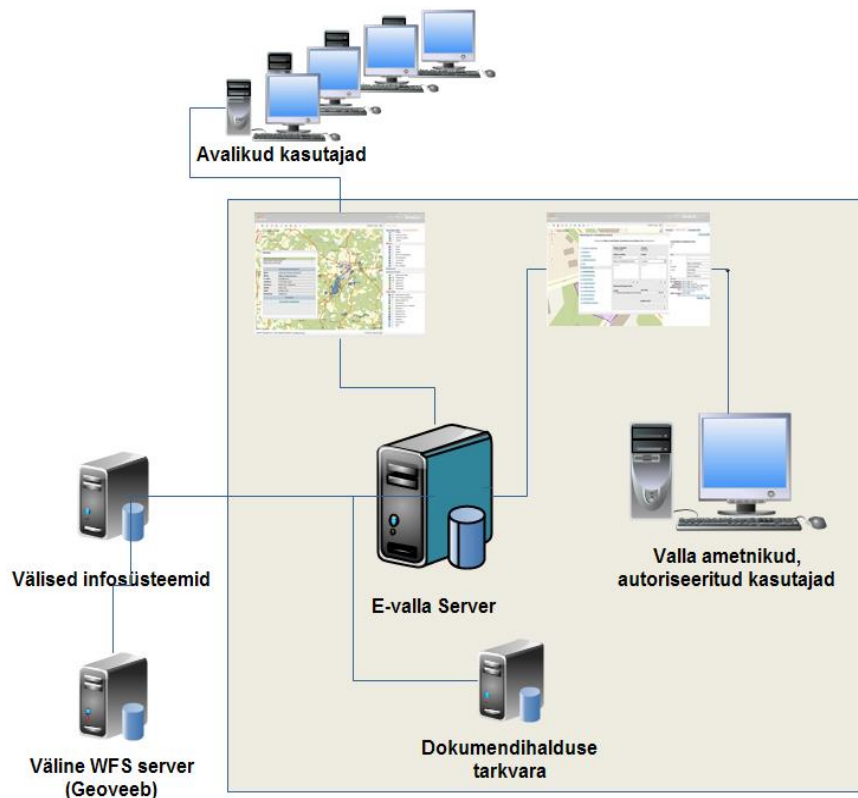 Avalikud kasutajad
Välised infosüsteemid
E-valla Server
Valla ametnikud,
autoriseeritud kasutajad
Väline WFS server
(Geoveeb)
Dokumendihalduse
tarkvara